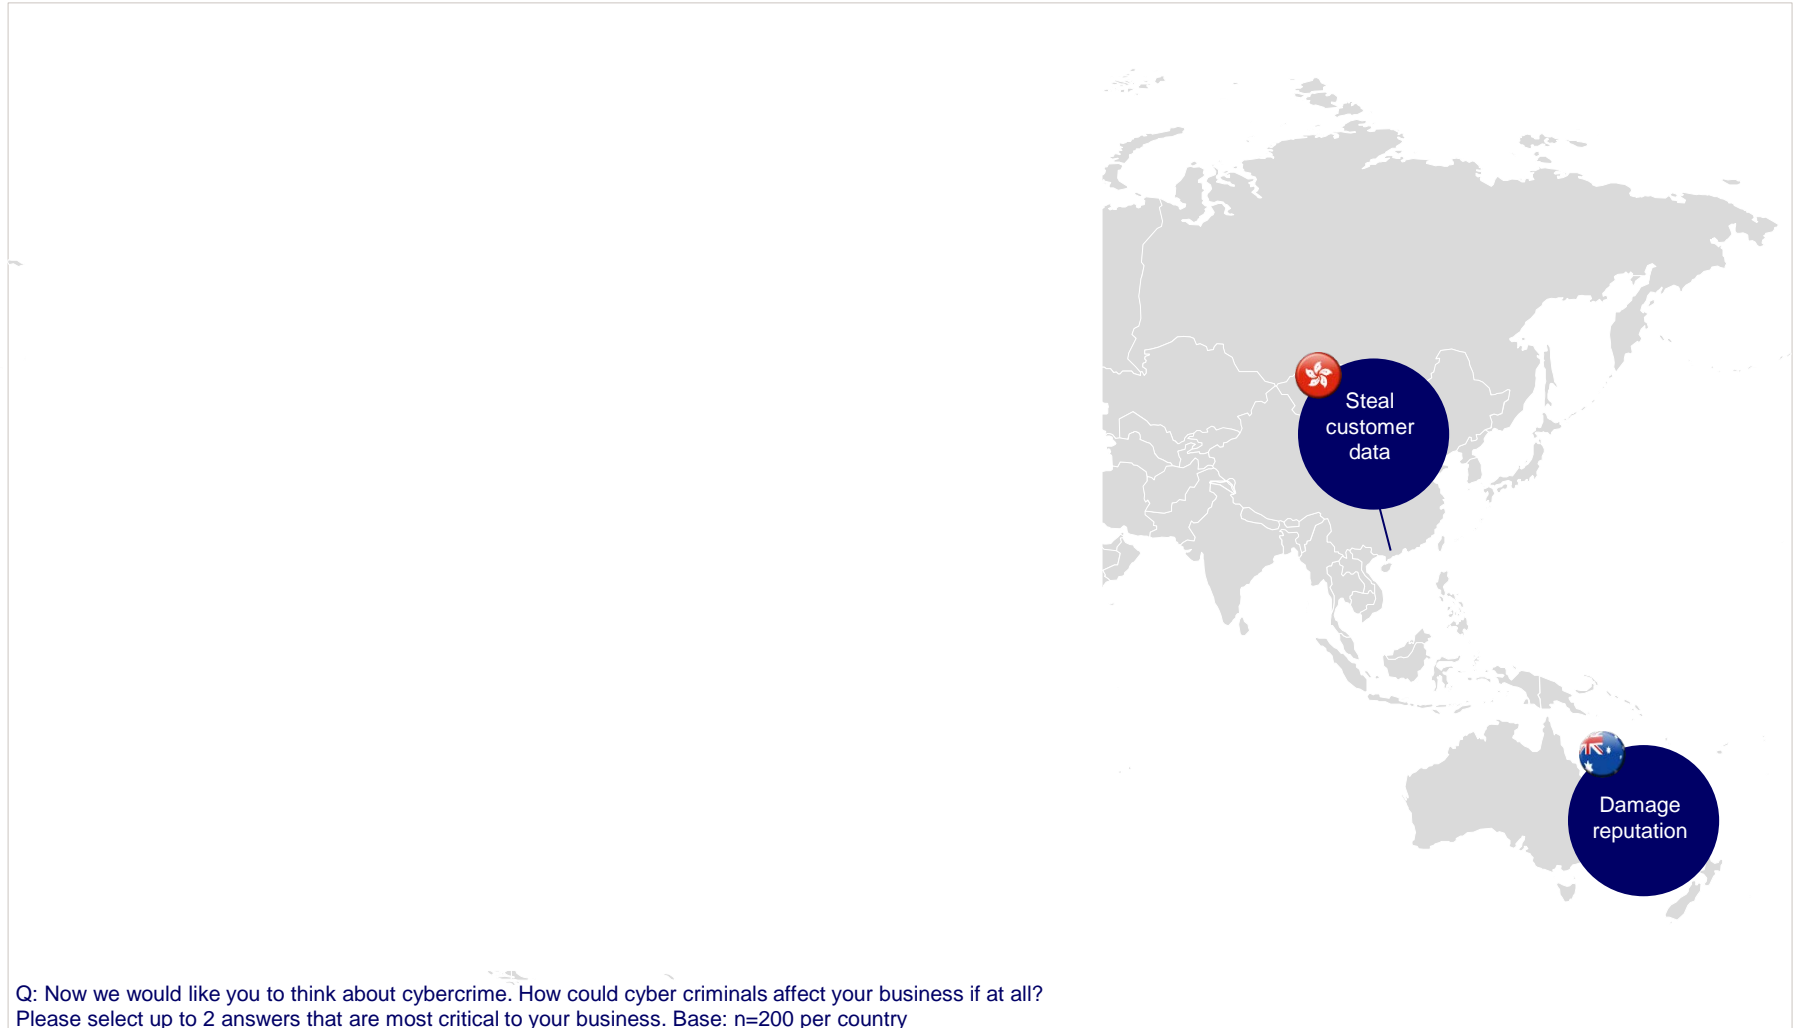 Steal
customer
data
Damage
reputation
Q: Now we would like you to think about cybercrime. How could cyber criminals affect your business if at all?
Please select up to 2 answers that are most critical to your business. Base: n=200 per country